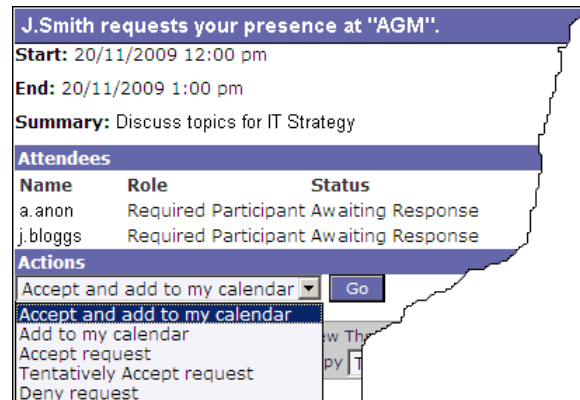 J.Smith requests your presence at "AGM".
Start: 20/11/2009 12:00 pm
End: 20/11/2009 1:00 pm
Summary: Discuss topics for IT Strategy
Attendees
Name Role Status
a.anon Required Participant Awaiting Response
j.bloggs Required Participant Awaiting Response
Actions
Accept and add to my calendar Go
Accept and add to my calendar
Add to my calendar
Accept request
Tentatively Accept request
Deny request